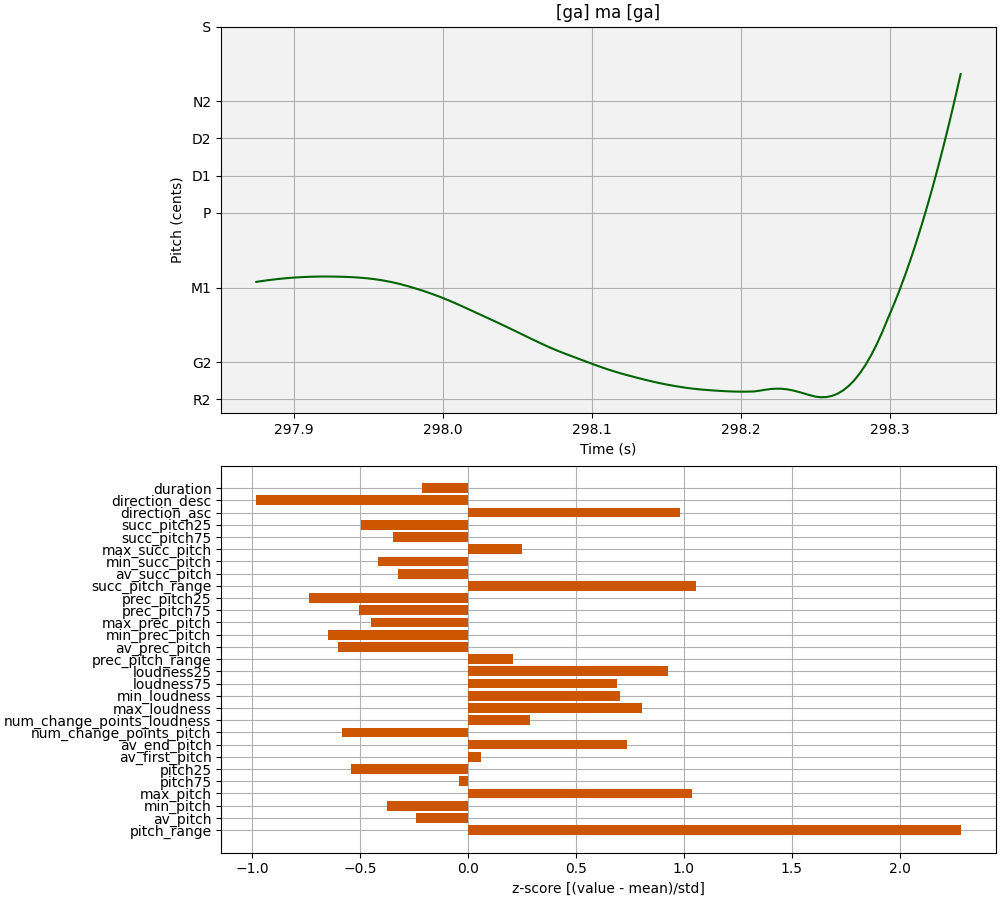 [ga] ma [ga]
S
N2
D2
D1
P
M1
G2
R2
Pitch (cents)
297.9 298.0 298.1 298.2 298.3
Time (s)
duration
direction_desc
direction_asc
succ_pitch25
succ_pitch75
max_succ_pitch
min_succ_pitch
av_succ_pitch
succ_pitch_range
prec_pitch25
prec_pitch75
max_prec_pitch
min_prec_pitch
av_prec_pitch
prec_pitch_range
loudness25
loudness75
min_loudness
max_loudness
num_change_points_loudness
num_change_points_pitch
av_end_pitch
av_first_pitch
pitch25
pitch75
max_pitch
min_pitch
av_pitch
pitch_range
−1.0 −0.5 0.0 0.5 1.0 1.5 2.0
z-score [(value - mean)/std]